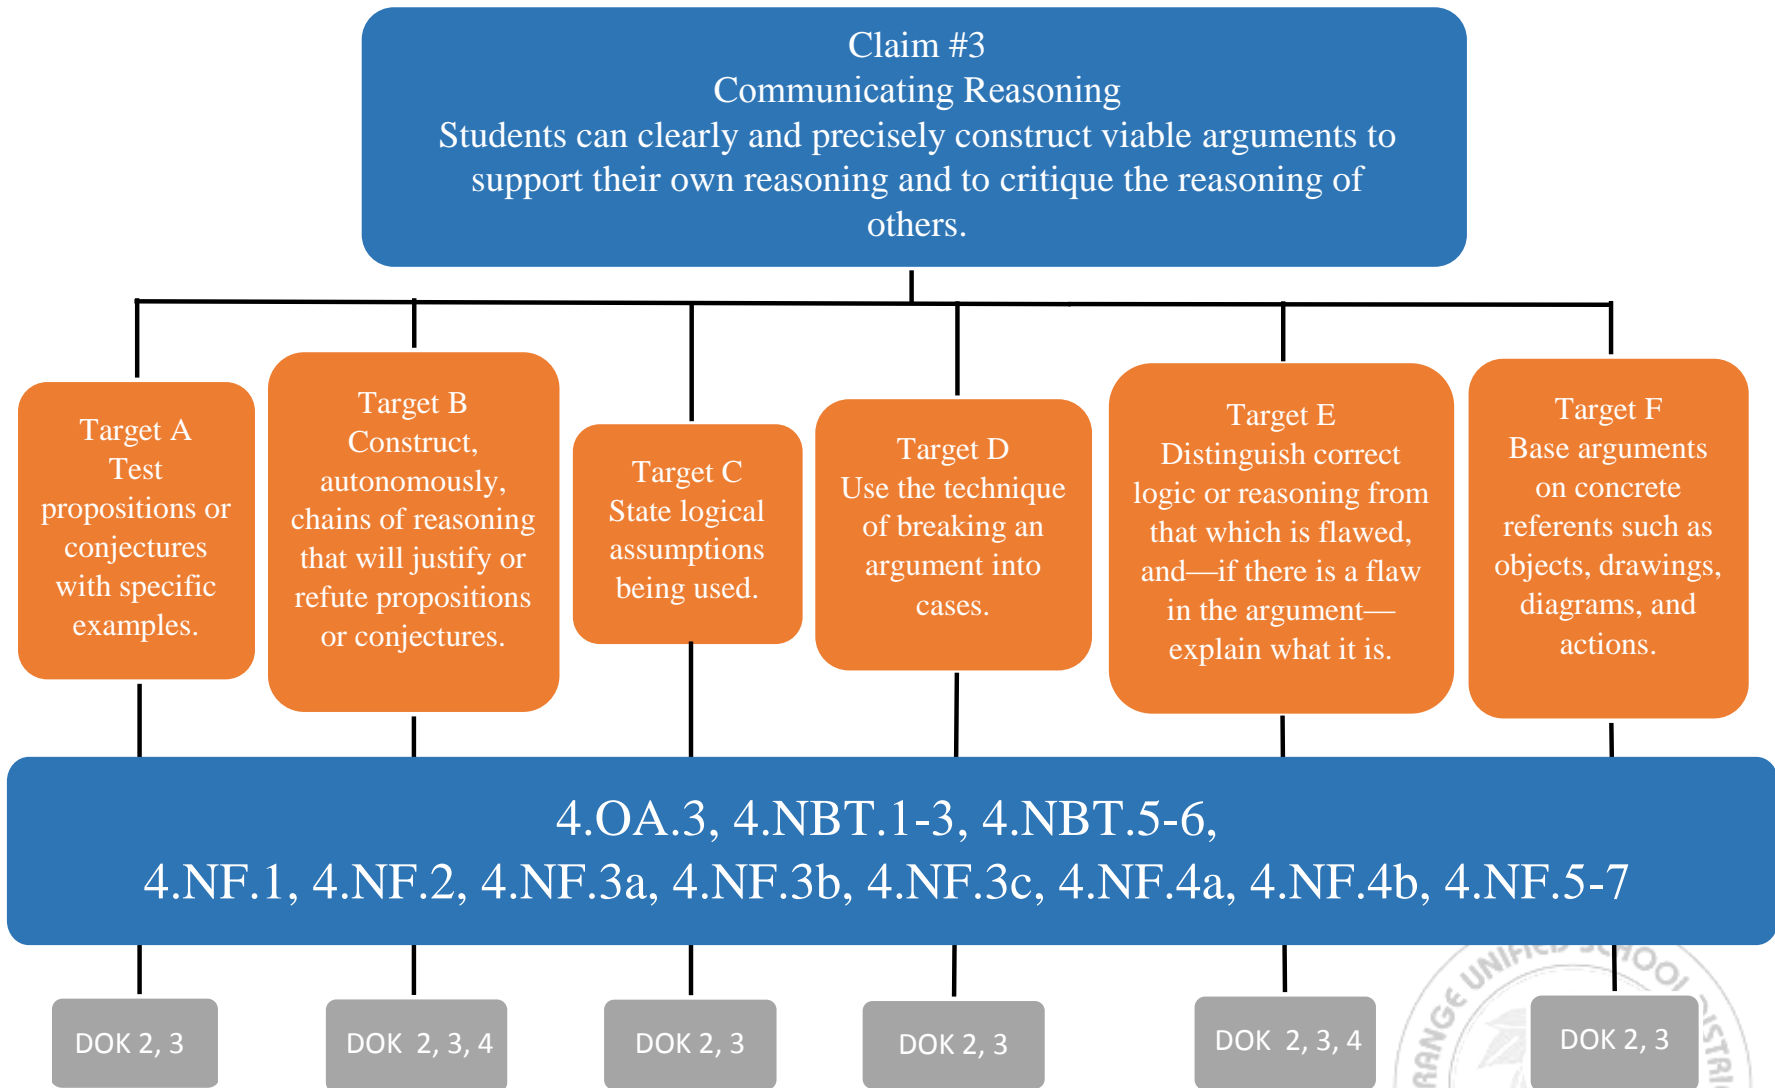 Claim #3
Communicating Reasoning
Students can clearly and precisely construct viable arguments to
support their own reasoning and to critique the reasoning of
others.
Target A
Test
propositions or
conjectures
with specific
examples.
Target B
Construct,
autonomously,
chains of reasoning
that will justify or
refute propositions
or conjectures.
Target C
State logical
assumptions
being used.
Target D
Use the technique
of breaking an
argument into
cases.
Target E
Distinguish correct
logic or reasoning from
that which is flawed,
and—if there is a flaw
in the argument—
explain what it is.
Target F
Base arguments
on concrete
referents such as
objects, drawings,
diagrams, and
actions.
4.OA.3, 4.NBT.1-3, 4.NBT.5-6,
4.NF.1, 4.NF.2, 4.NF.3a, 4.NF.3b, 4.NF.3c, 4.NF.4a, 4.NF.4b, 4.NF.5-7
DOK 2, 3
DOK 2, 3, 4
DOK 2, 3
DOK 2, 3
DOK 2, 3, 4
DOK 2, 3
UNIFIED SCHOOL